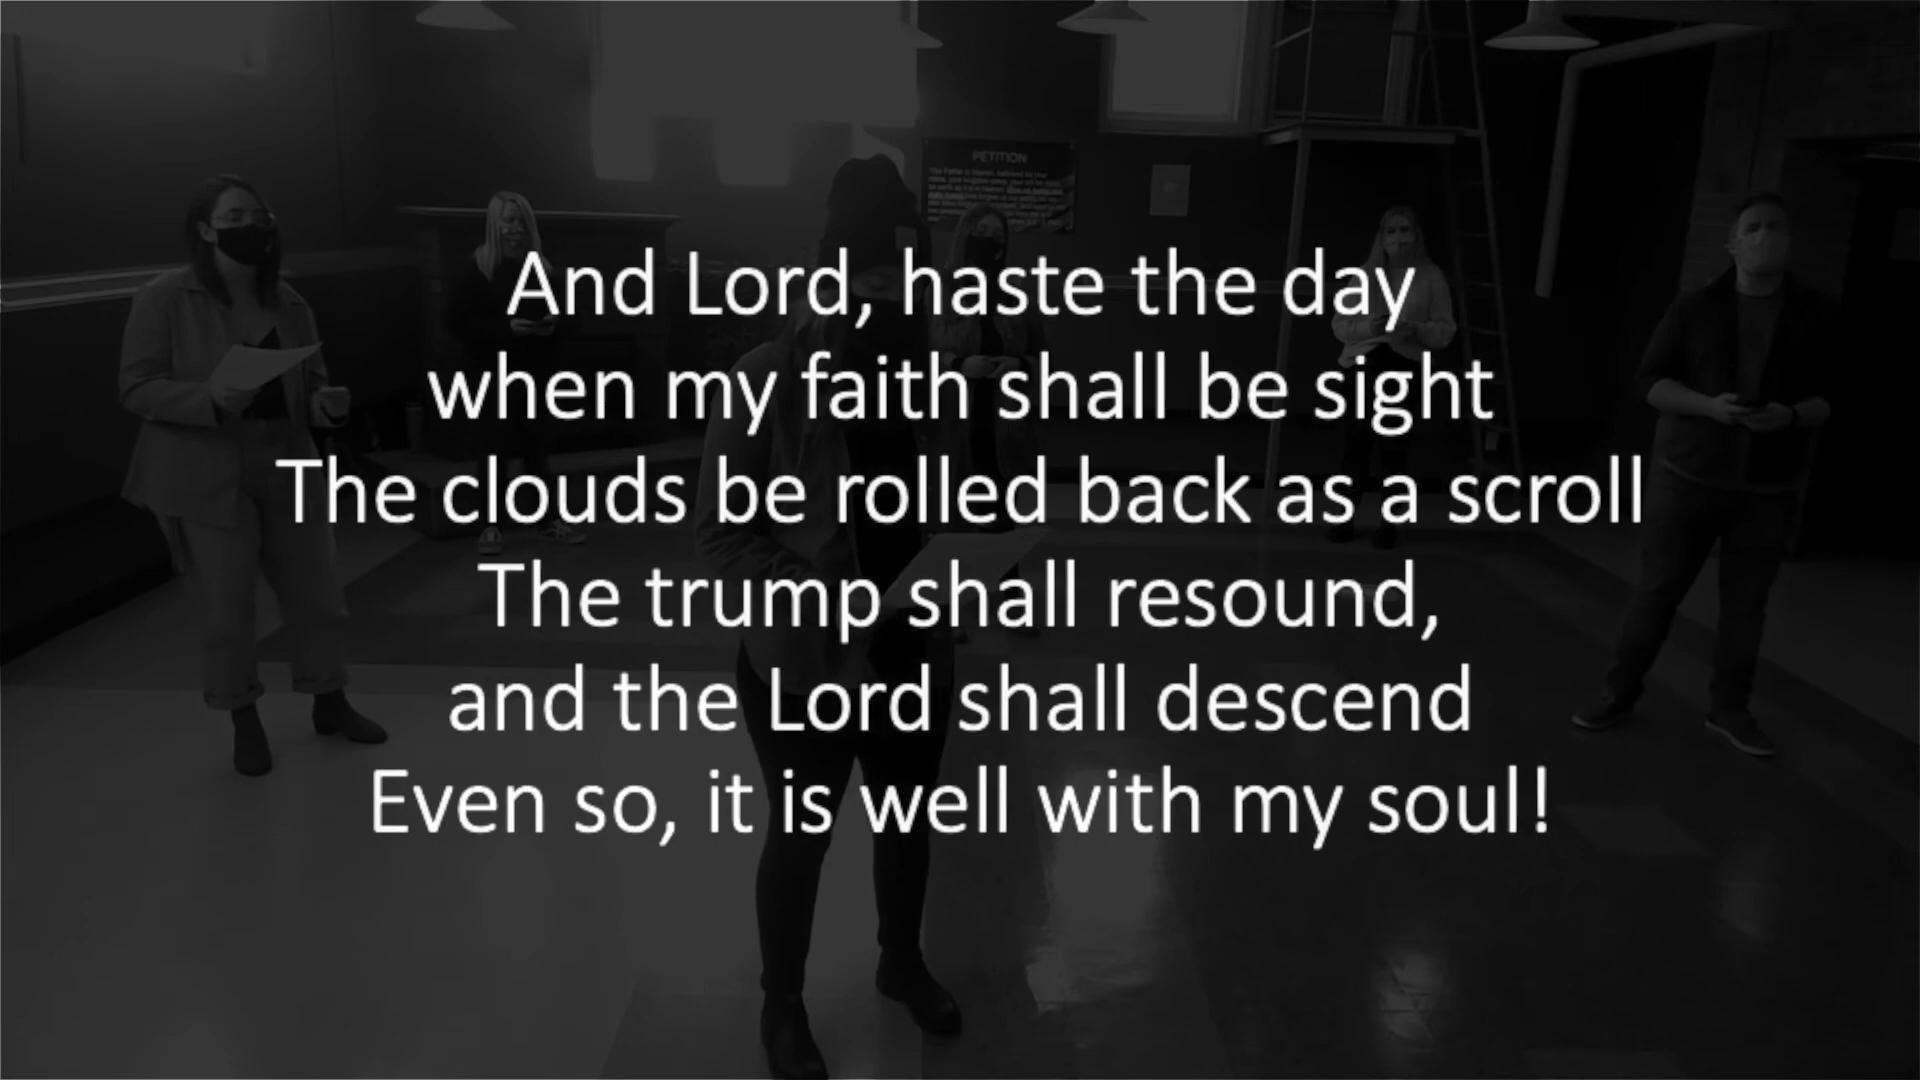 PETITION
And Lord, haste the day
when my faith shall be sight
The clouds be rolled back as a scroll
The trump shall resound,
and the Lord shall descend
Even so, it is well with my soul!